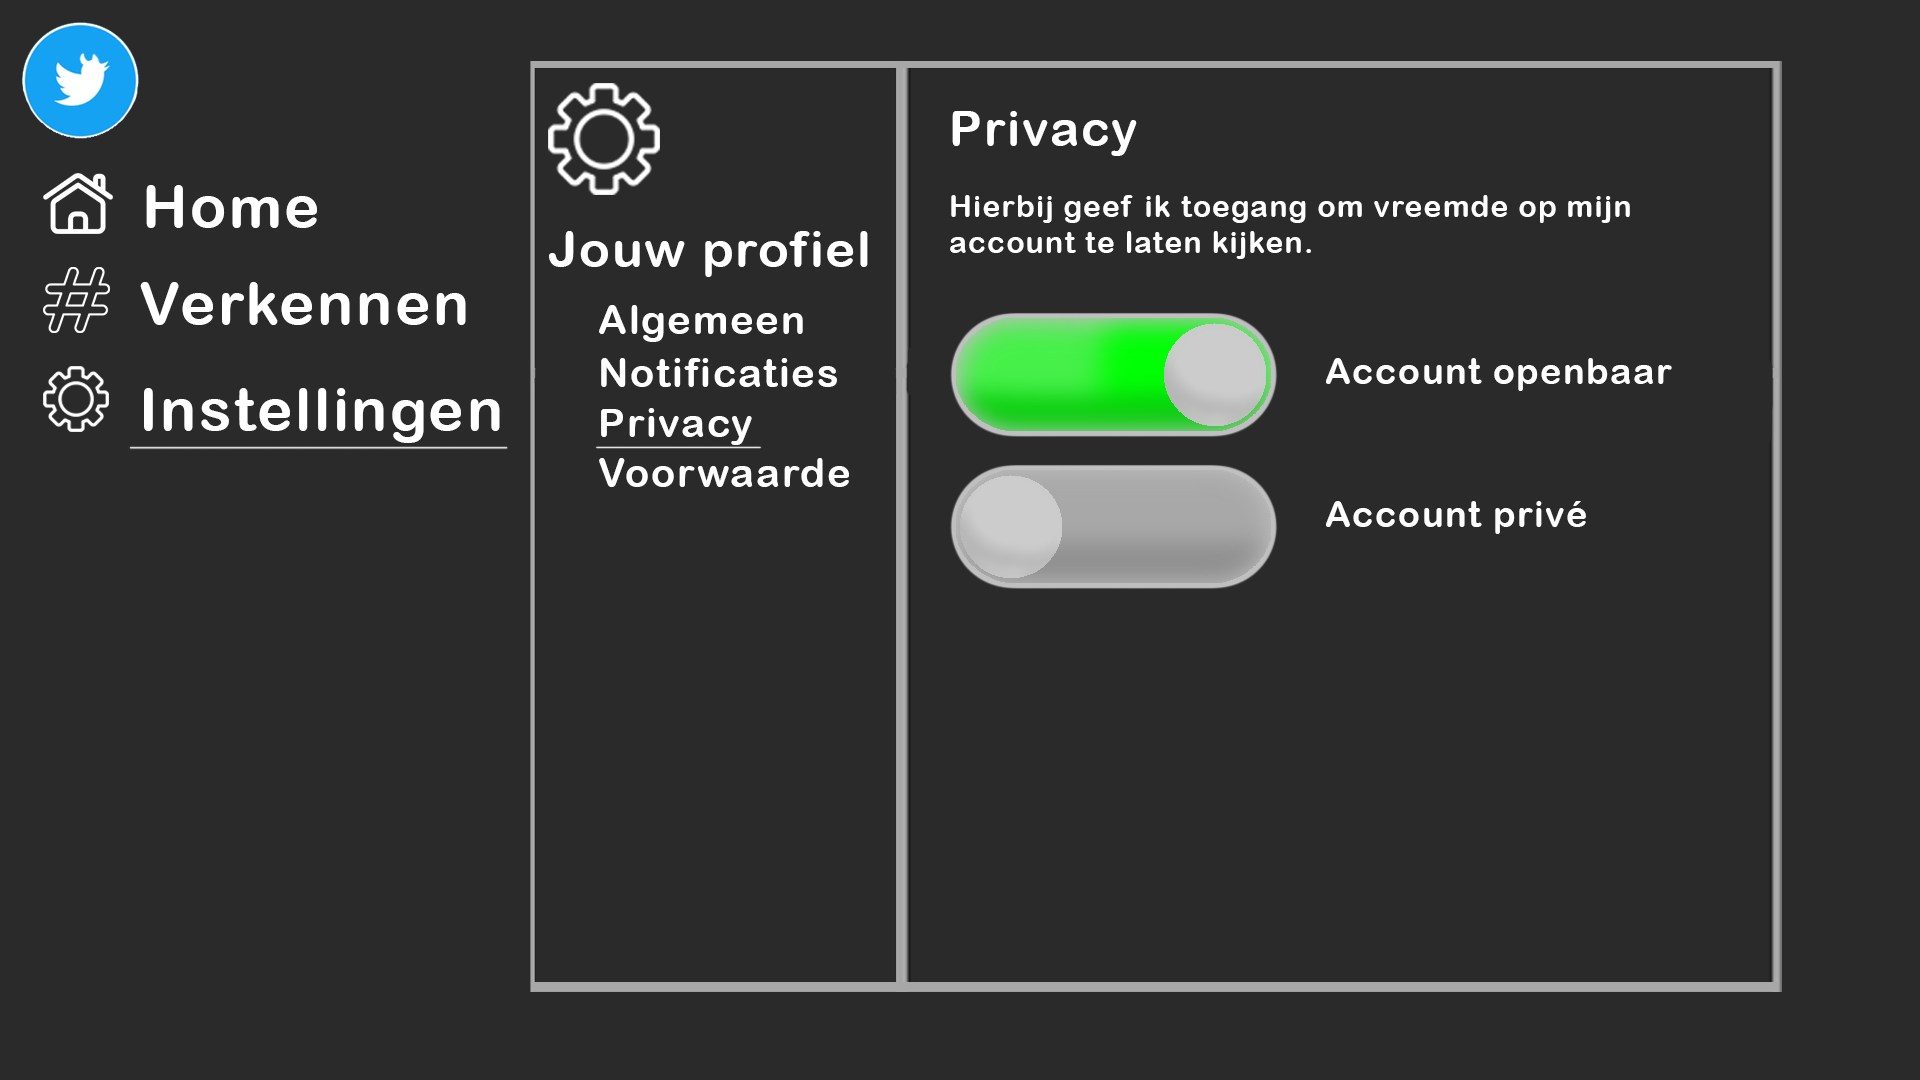 Home
Verkennen
Instellingen
Jouw profiel
Algemeen
Notificaties
Privacy
Voorwaarde
Privacy
Hierbij geef ik toegang om vreemde op mijn
account te laten kijken.
Account openbaar
Account privé